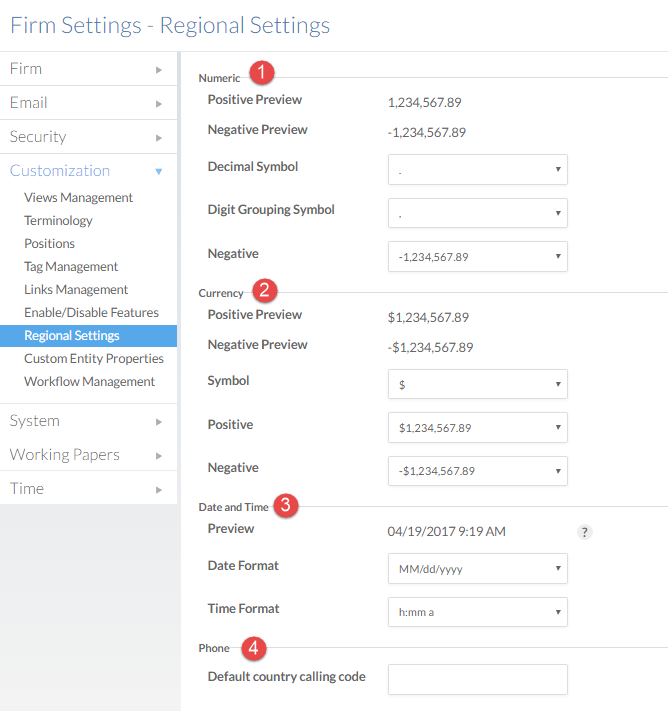 Firm Settings - Regional Settings
Firm
Email
Security
Customization
Views Management
Terminology
Positions
Tag Management
Links Management
Enable/Disable Features
Regional Settings
Custom Entity Properties
Workflow Management
System
Working Papers
Time
Numeric 1
Positive Preview 1,234,567.89
Negative Preview -1,234,567.89
Decimal Symbol .
Digit Grouping Symbol ,
Negative -1,234,567.89
Currency 2
Positive Preview $1,234,567.89
Negative Preview -$1,234,567.89
Symbol $
Positive $1,234,567.89
Negative -$1,234,567.89
Date and Time 3
Preview 04/19/2017 9:19 AM ?
Date Format MM/dd/yyyy
Time Format h:mm a
Phone 4
Default country calling code